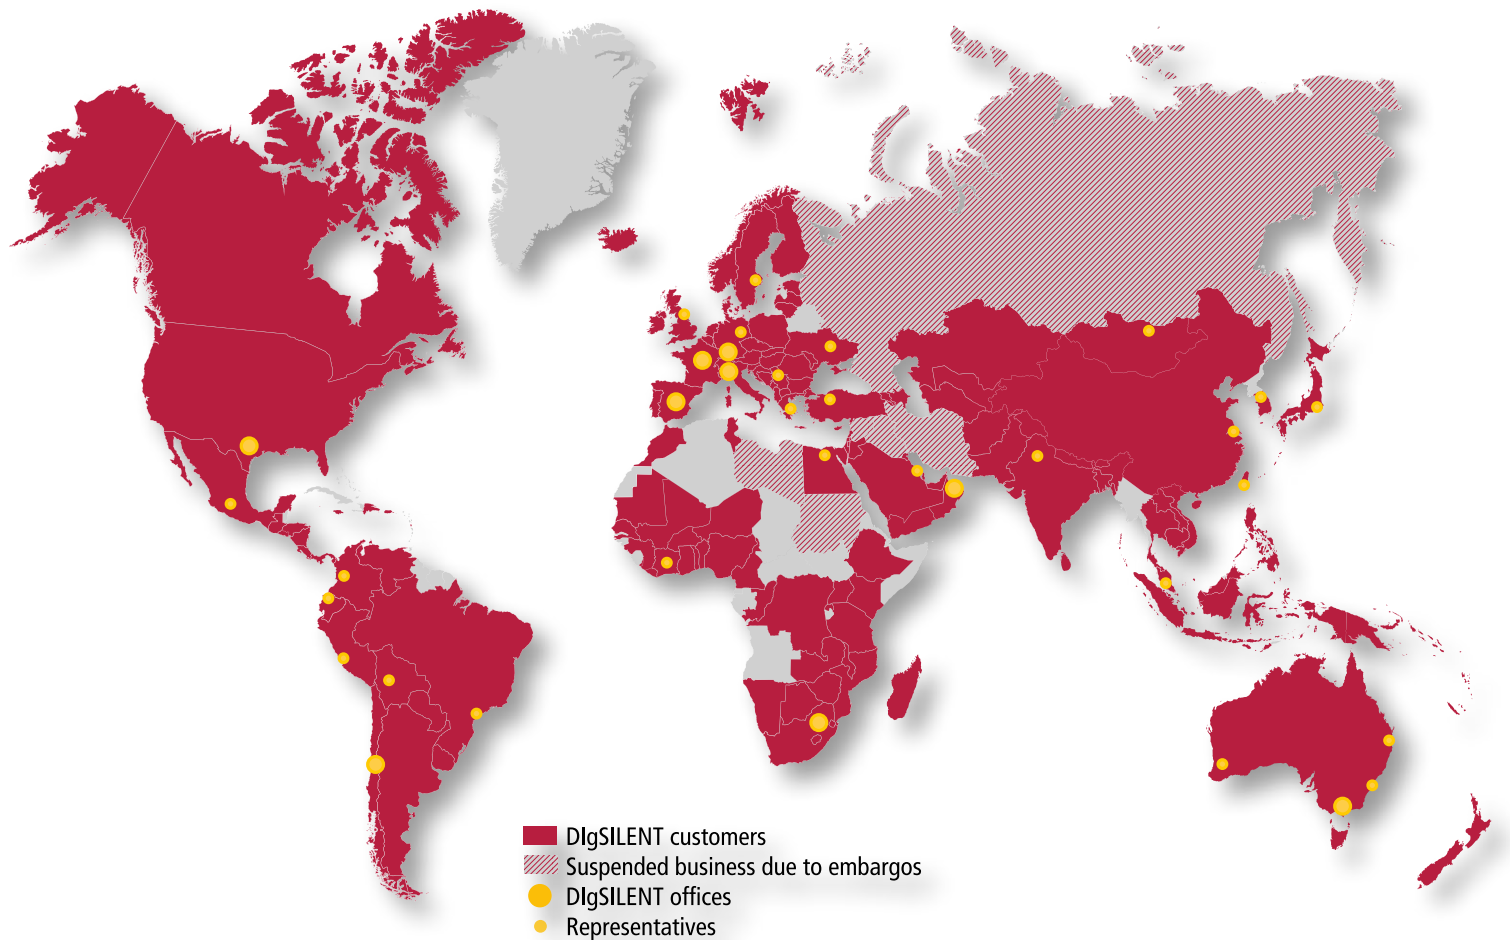 DIgSILENT customers
Suspended business due to embargos
DIgSILENT offices
Representatives